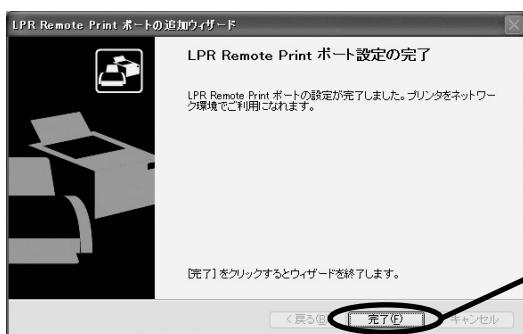 LPR Remote Print ポートの追加ウィザード
LPR Remote Print ポート設定の完了
LPR Remote Print ポートの設定が完了しました。プリンタをネットワー
ク環境でご利用になれます。
[完了] をクリックするとウィザードを終了します。
< 戻る(B) 完了(F) キャンセル